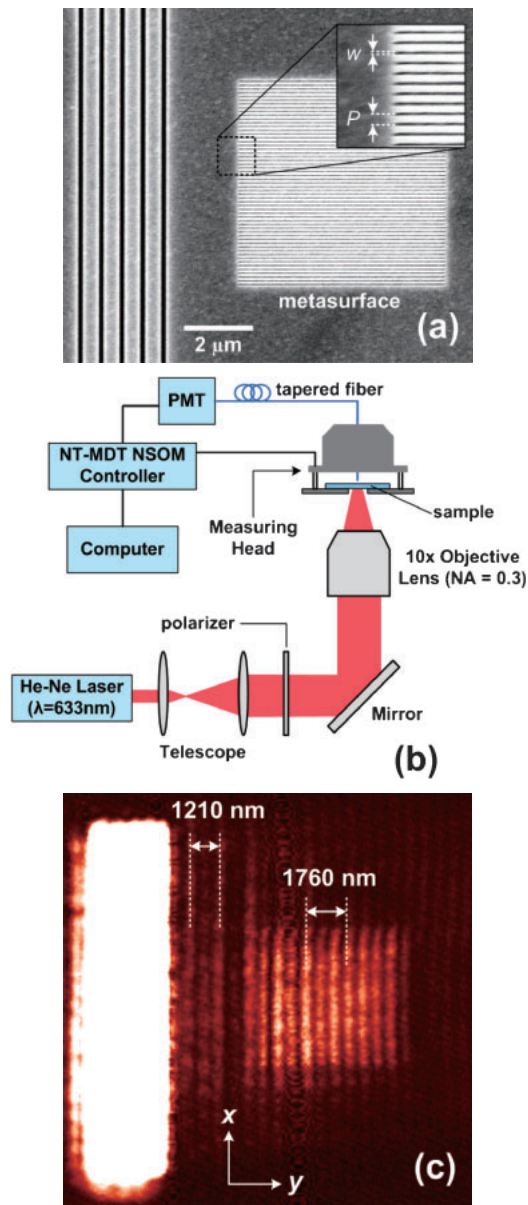 w
P
metasurface
2 μm
(a)
PMT
tapered fiber
NT-MDT NSOM
Controller
Measuring
Head
sample
Computer
10x Objective
Lens (NA = 0.3)
polarizer
He-Ne Laser
(λ=633nm)
Telescope
Mirror
(b)
1210 nm
1760 nm
x
y
(c)